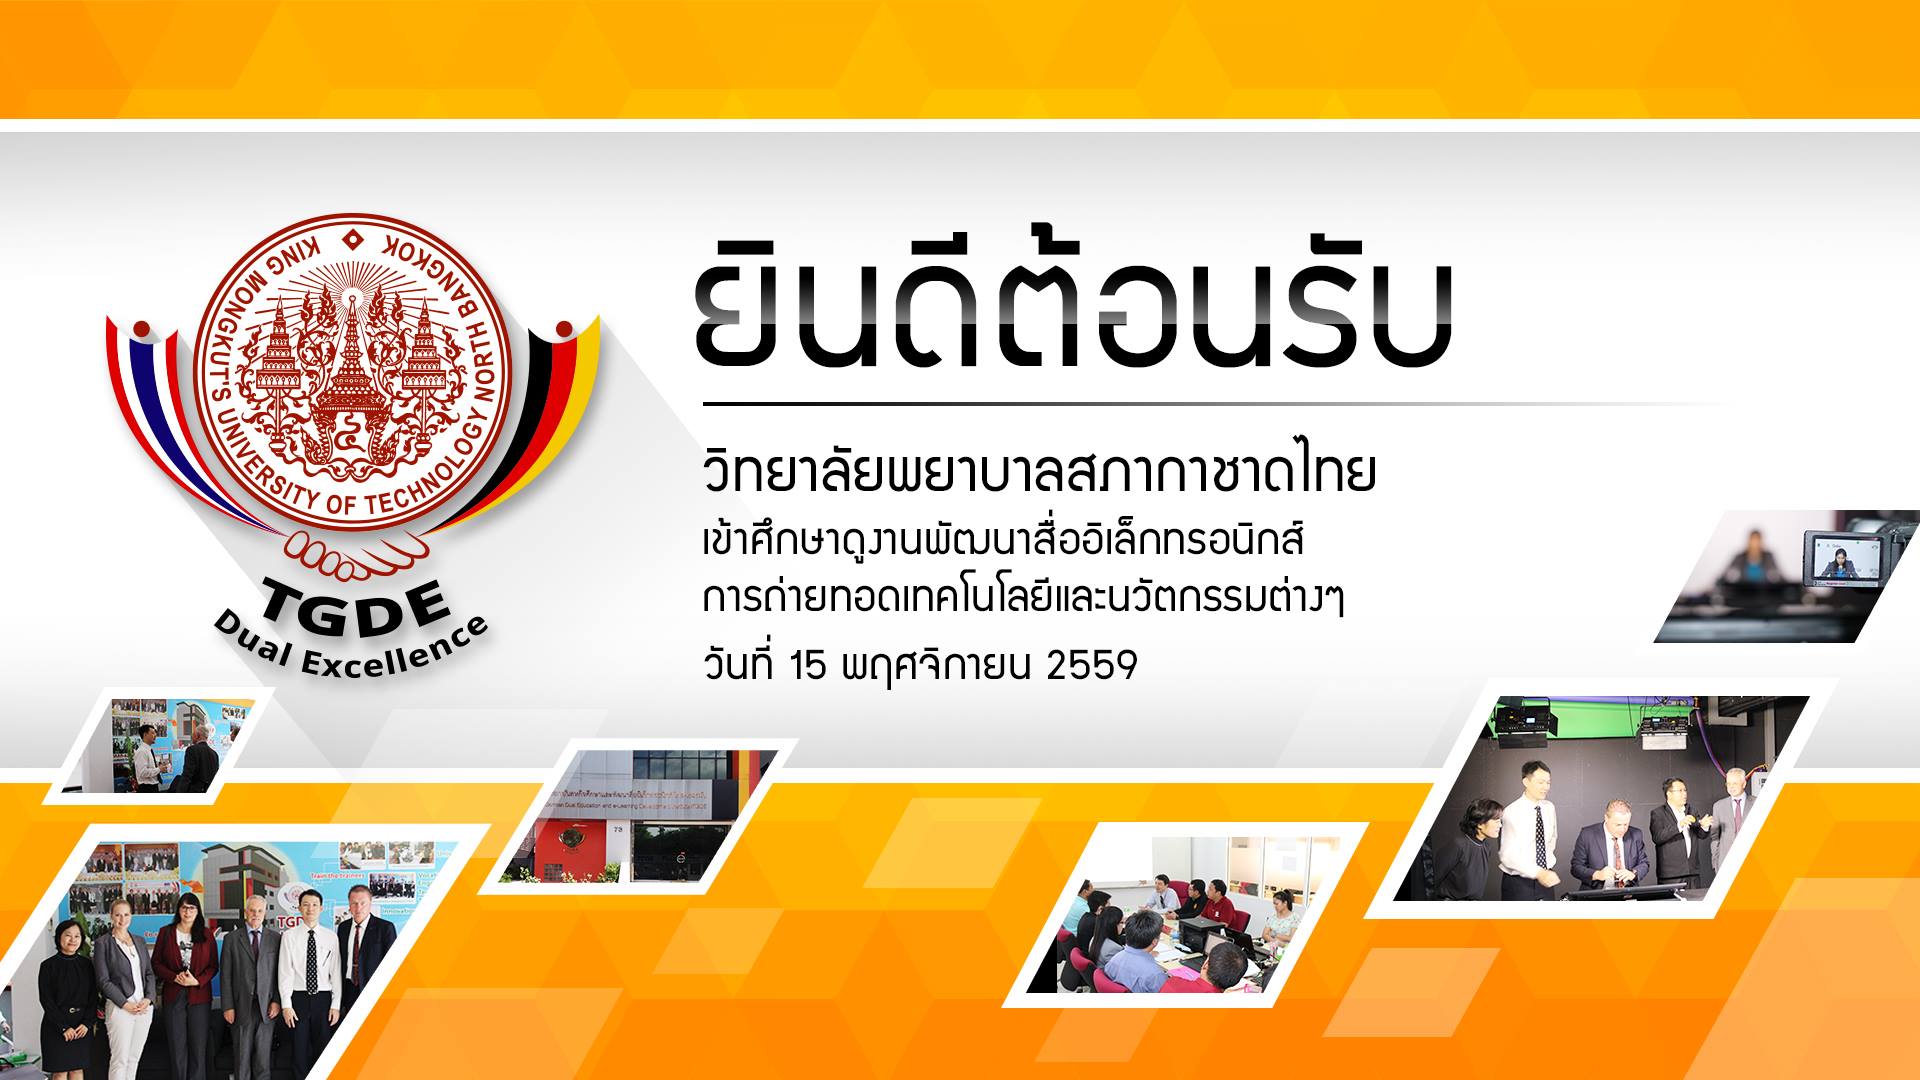 KING MONGKUT'S UNIVERSITY OF TECHNOLOGY NORTH BANGKOK
TGDE
Dual Excellence
ยินดีต้อนรับ
วิทยาลัยพยาบาลสภากาชาดไทย
เข้าศึกษาดูงานพัฒนาสื่ออิเล็กทรอนิกส์
การถ่ายทอดเทคโนโลยีและนวัตกรรมต่างๆ
วันที่ 15 พฤศจิกายน 2559
Train the trainers
TGDE
73